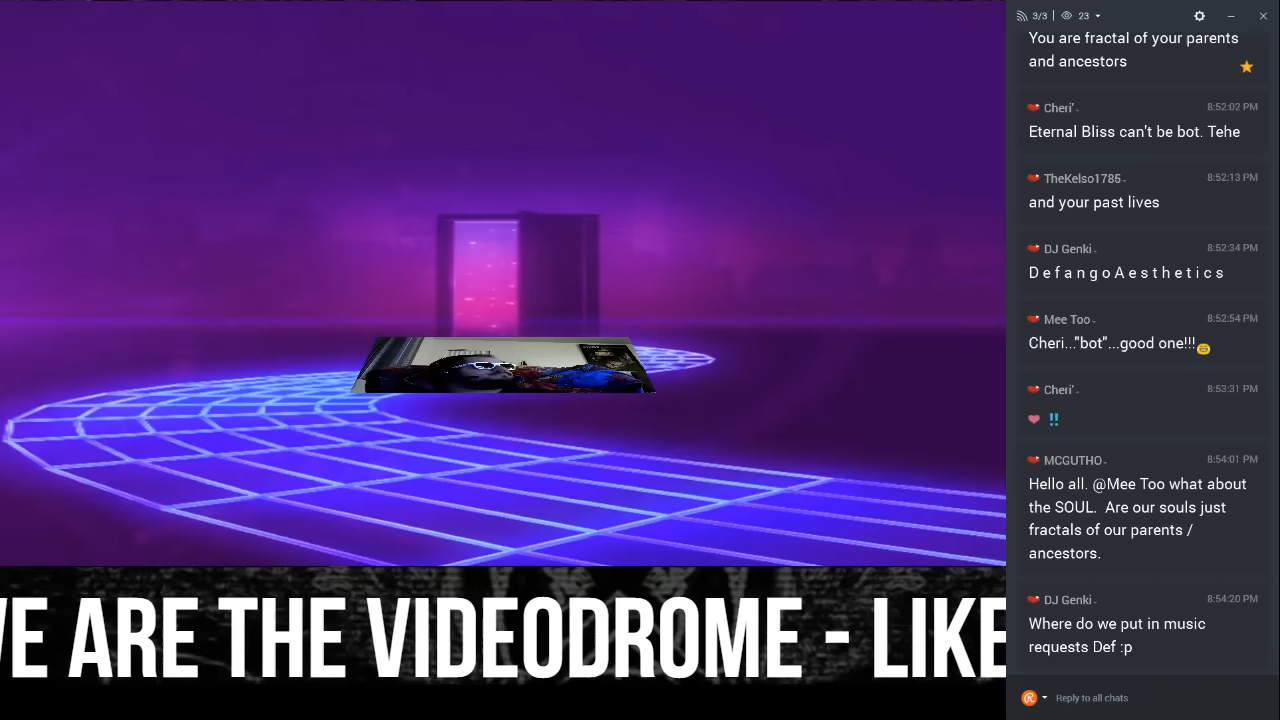 3/3 | 23
You are fractal of your parents
and ancestors
Cheri' 8:52:02 PM
Eternal Bliss can't be bot. Tehe
TheKelso1785 8:52:13 PM
and your past lives
DJ Genki 8:52:34 PM
D e f a n g o A e s t h e t i c s
Mee Too 8:52:54 PM
Cheri..."bot"...good one!!!
Cheri' 8:53:31 PM
!!
MCGUTHO 8:54:01 PM
Hello all. @Mee Too what about
the SOUL. Are our souls just
fractals of our parents /
ancestors.
DJ Genki 8:54:20 PM
Where do we put in music
requests Def :p
Reply to all chats
WE ARE THE VIDEODROME - LIKE